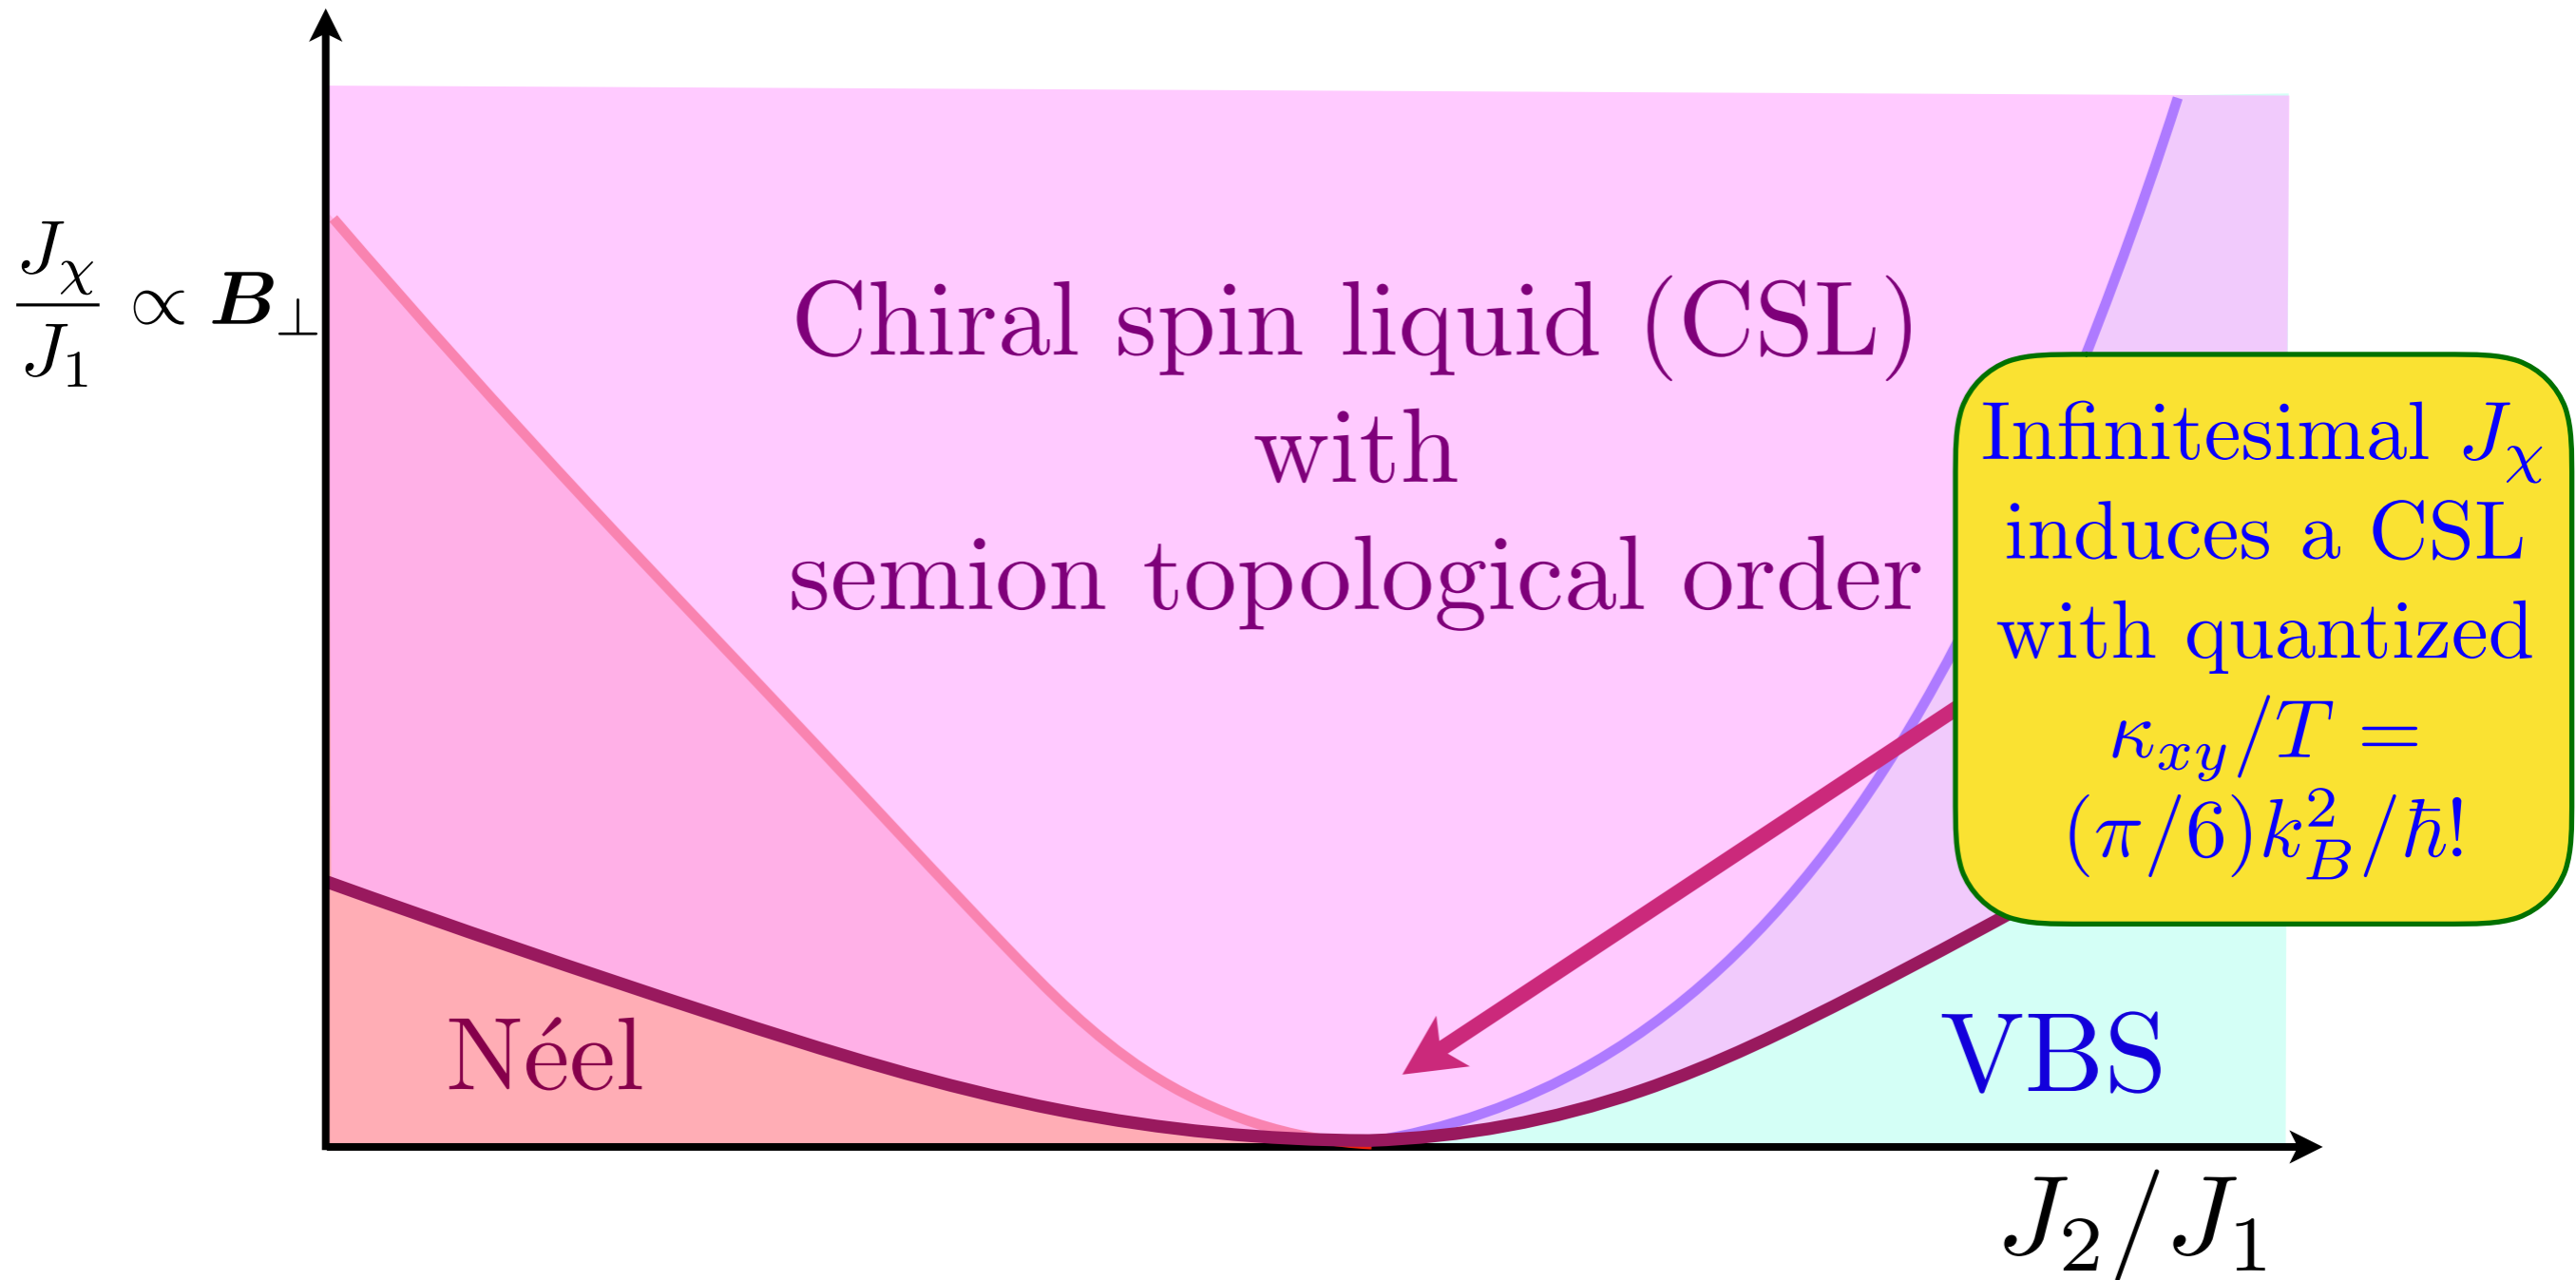 J_χ/J_1 ∝ B_⊥
Chiral spin liquid (CSL)
with
semion topological order
Infinitesimal J_χ
induces a CSL
with quantized
κ_xy/T =
(π/6)k_B^2/ħ!
Néel
VBS
J_2/J_1